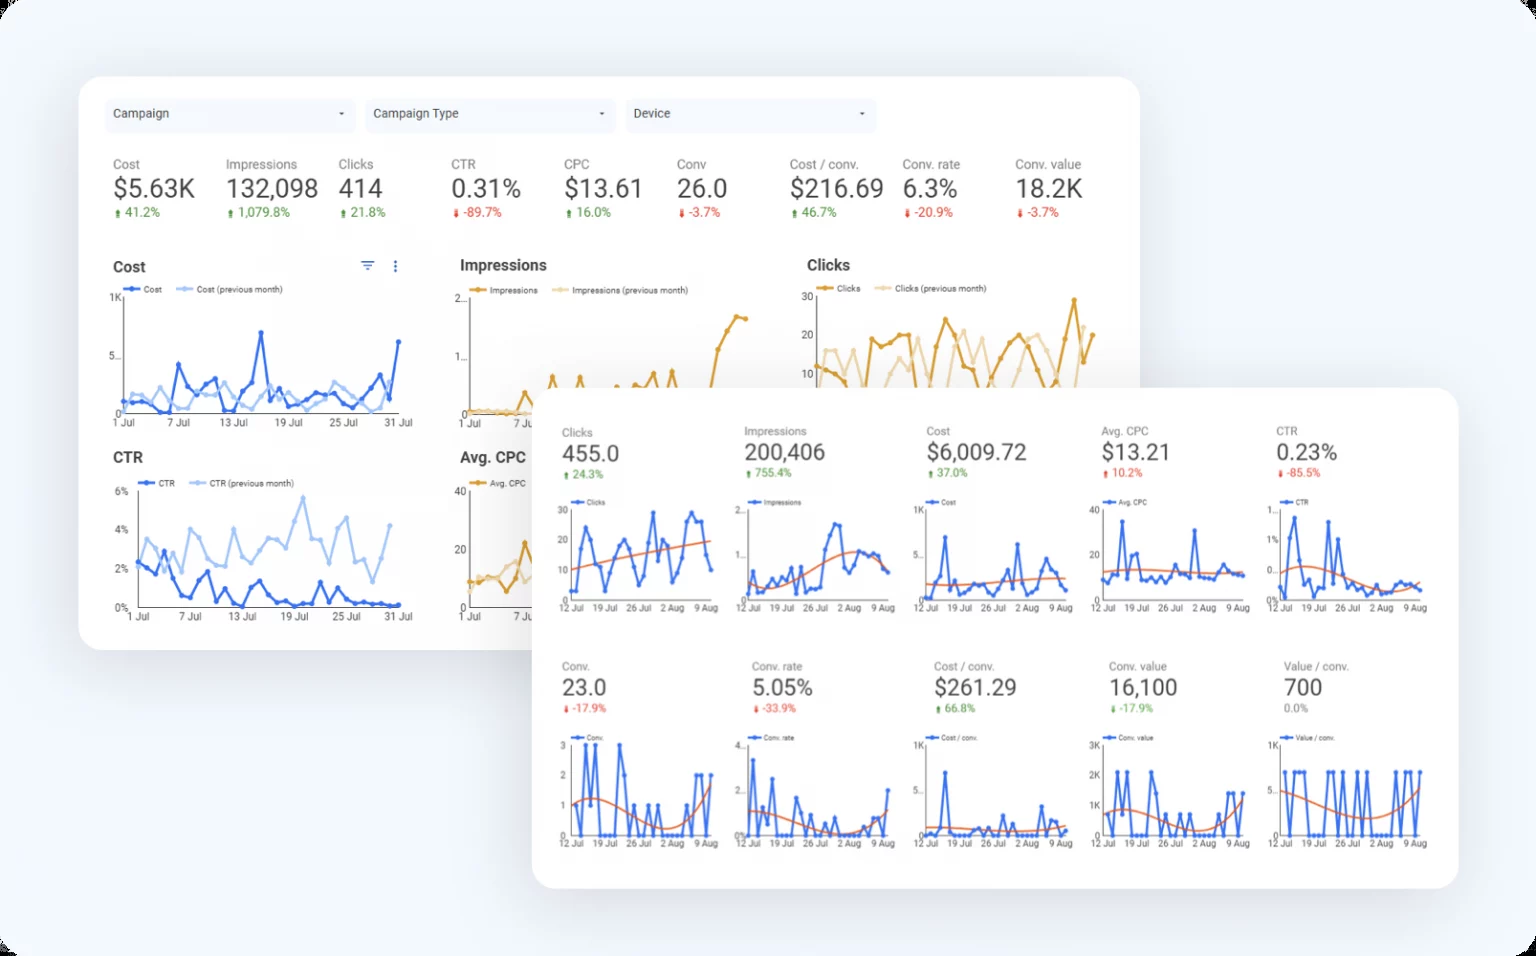 Campaign
Campaign Type
Device
Cost Impressions Clicks CTR CPC Conv Cost / conv. Conv. rate Conv. value
$5.63K 132,098 414 0.31% $13.61 26.0 $216.69 6.3% 18.2K
41.2% 1,079.8% 21.8% -89.7% 16.0% -3.7% 46.7% -20.9% -3.7%
Cost
Cost Cost (previous month)
1K
5...
0
1 Jul 7 Jul 13 Jul 19 Jul 25 Jul 31 Jul
Impressions
Impressions Impressions (previous month)
2...
1...
0
1 Jul 7 Ju
Clicks
Clicks Clicks (previous month)
30
20
10
CTR
CTR CTR (previous month)
6%
4%
2%
0%
1 Jul 7 Jul 13 Jul 19 Jul 25 Jul 31 Jul
Avg. CPC
Avg. CPC
40
20
0
1 Jul 7 Ju
Clicks Impressions Cost Avg. CPC CTR
455.0 200,406 $6,009.72 $13.21 0.23%
24.3% 755.4% 37.0% 10.2% -85.5%
Clicks
30
20
10
0
12 Jul 19 Jul 26 Jul 2 Aug 9 Aug
Impressions
2...
1...
0
12 Jul 19 Jul 26 Jul 2 Aug 9 Aug
Cost
1K
5...
0
12 Jul 19 Jul 26 Jul 2 Aug 9 Aug
Avg. CPC
40
20
0
12 Jul 19 Jul 26 Jul 2 Aug 9 Aug
CTR
1...
1%
0...
0%
12 Jul 19 Jul 26 Jul 2 Aug 9 Aug
Conv. Conv. rate Cost / conv. Conv. value Value / conv.
23.0 5.05% $261.29 16,100 700
-17.9% -33.9% 66.8% -17.9% 0.0%
Conv.
3
2
1
0
12 Jul 19 Jul 26 Jul 2 Aug 9 Aug
Conv. rate
4...
2...
0%
12 Jul 19 Jul 26 Jul 2 Aug 9 Aug
Cost / conv.
1K
5...
0
12 Jul 19 Jul 26 Jul 2 Aug 9 Aug
Conv. value
3K
2K
1K
0
12 Jul 19 Jul 26 Jul 2 Aug 9 Aug
Value / conv.
1K
5...
0
12 Jul 19 Jul 26 Jul 2 Aug 9 Aug